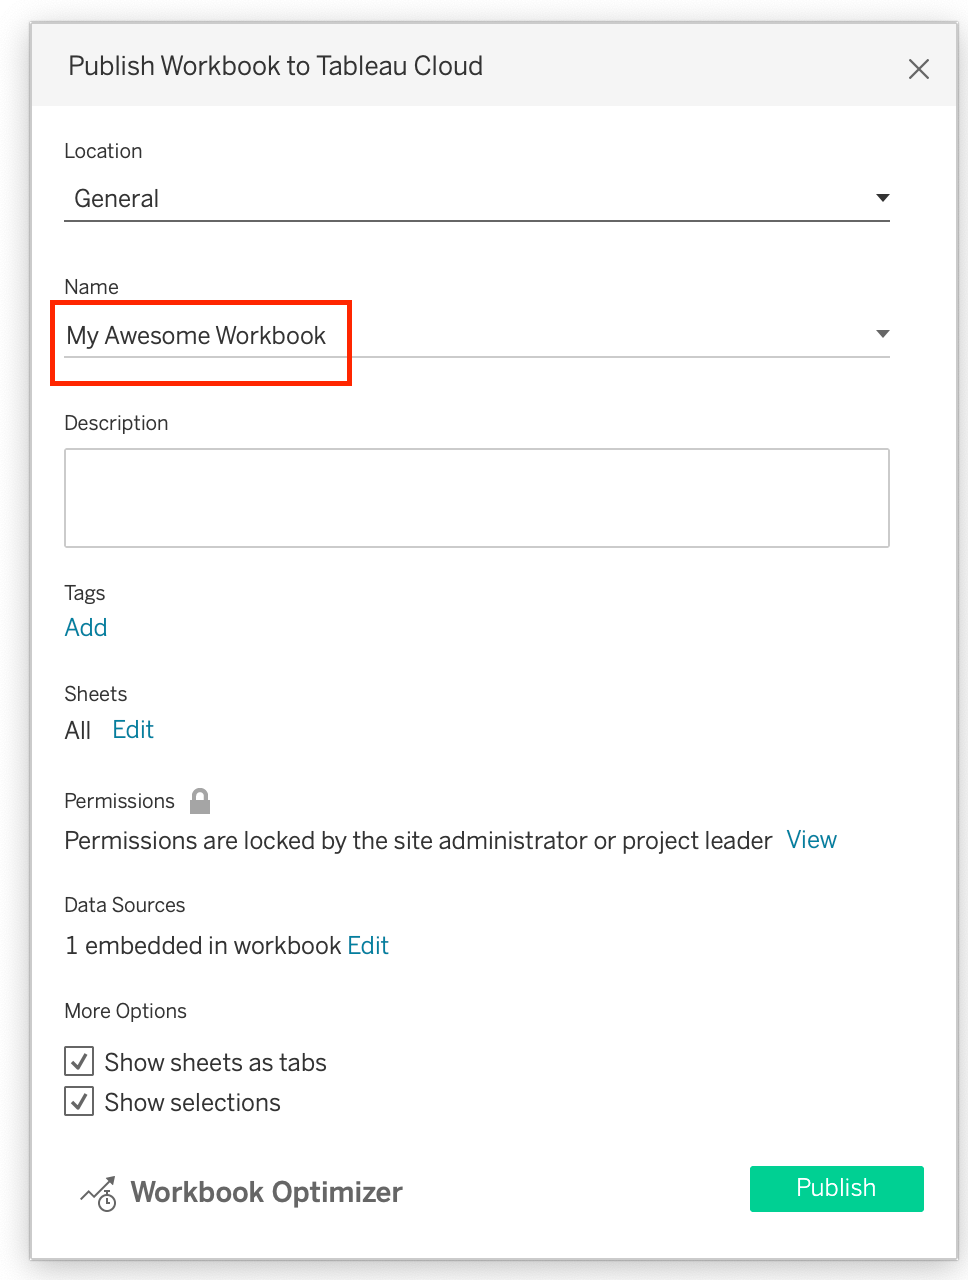 Publish Workbook to Tableau Cloud
Location
General
Name
My Awesome Workbook
Description
Tags
Add
Sheets
All Edit
Permissions
Permissions are locked by the site administrator or project leader View
Data Sources
1 embedded in workbook Edit
More Options
Show sheets as tabs
Show selections
Workbook Optimizer
Publish